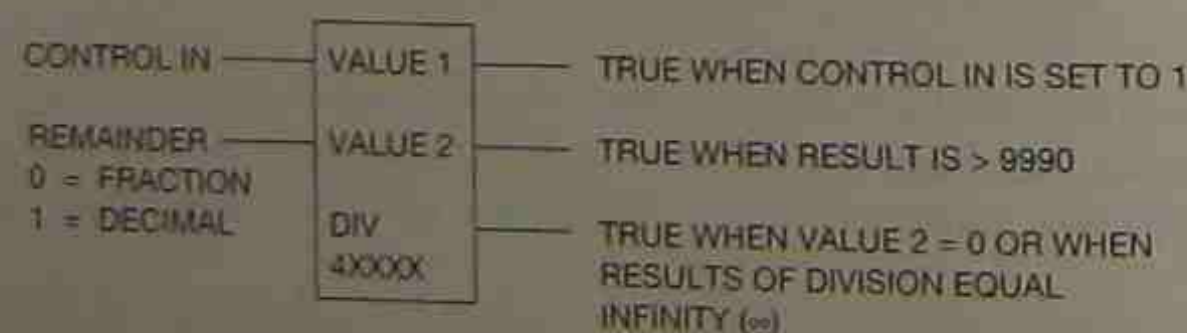 CONTROL IN
VALUE 1
TRUE WHEN CONTROL IN IS SET TO 1
REMAINDER
0 = FRACTION
1 = DECIMAL
VALUE 2
TRUE WHEN RESULT IS > 9990
DIV
4XXXX
TRUE WHEN VALUE 2 = 0 OR WHEN
RESULTS OF DIVISION EQUAL
INFINITY (∞)